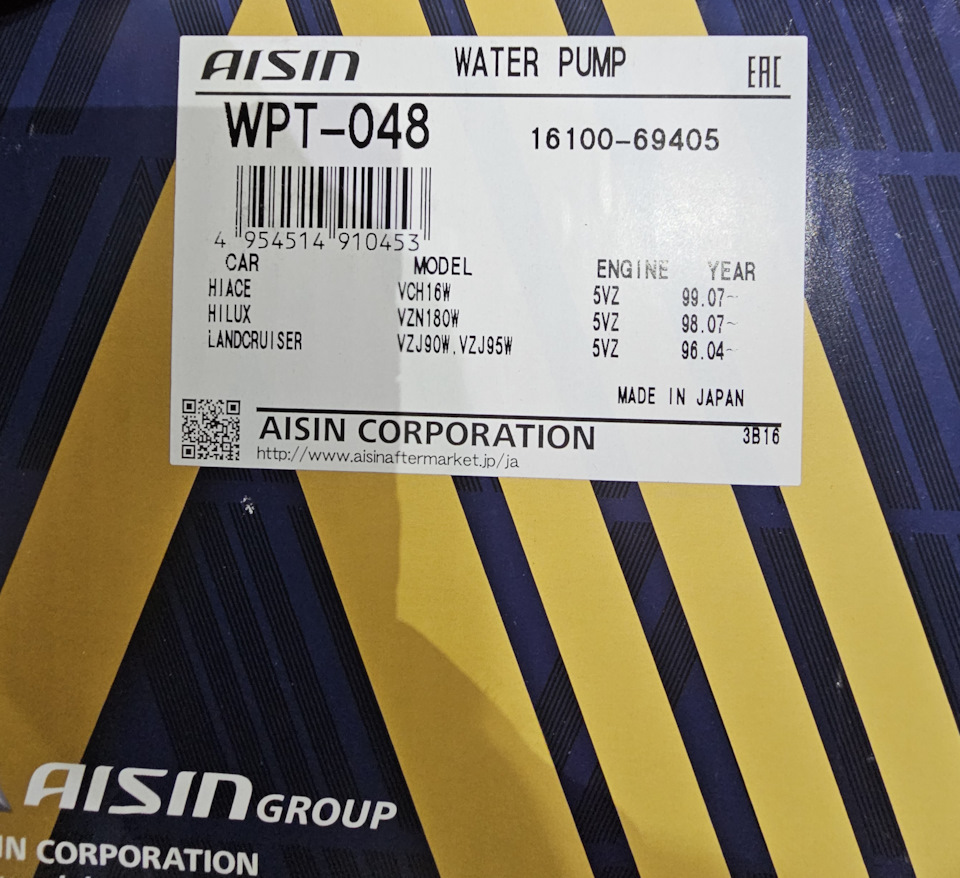 AISIN WATER PUMP EAC
WPT-048 16100-69405
4 954514 910453
CAR MODEL ENGINE YEAR
HIACE VCH16W 5VZ 99.07~
HILUX VZN180W 5VZ 98.07~
LANDCRUISER VZJ90W,VZJ95W 5VZ 96.04~
MADE IN JAPAN
AISIN CORPORATION 3B16
http://www.aisinaftermarket.jp/ja
AISIN GROUP
IN CORPORATION